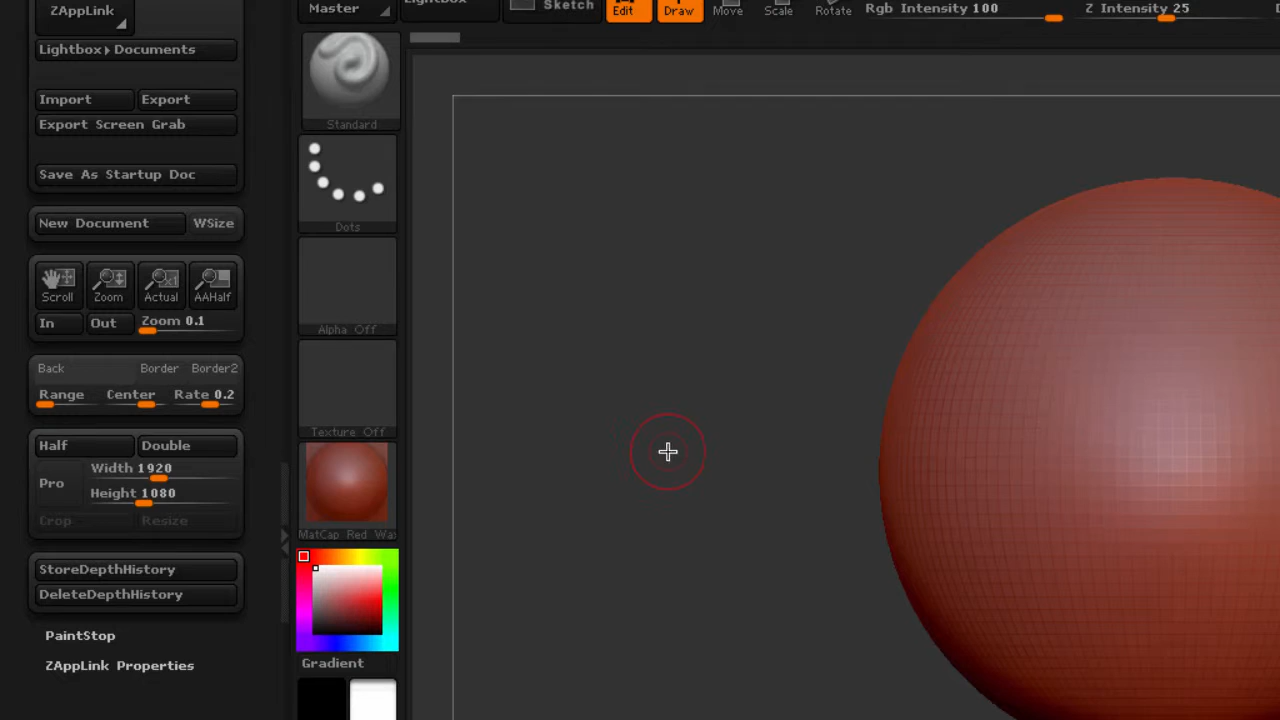 ZAppLink
Lightbox▸Documents
Import Export
Export Screen Grab
Save As Startup Doc
New Document WSize
Scroll Zoom Actual AAHalf
In Out Zoom 0.1
Back Border Border2
Range Center Rate 0.2
Half Double
Pro Width 1920
Height 1080
Crop Resize
StoreDepthHistory
DeleteDepthHistory
PaintStop
ZAppLink Properties
Master LightBox Sketch Edit Draw Move Scale Rotate Rgb Intensity 100 Z Intensity 25
Standard
Dots
Alpha Off
Texture Off
MatCap Red Wax
Gradient